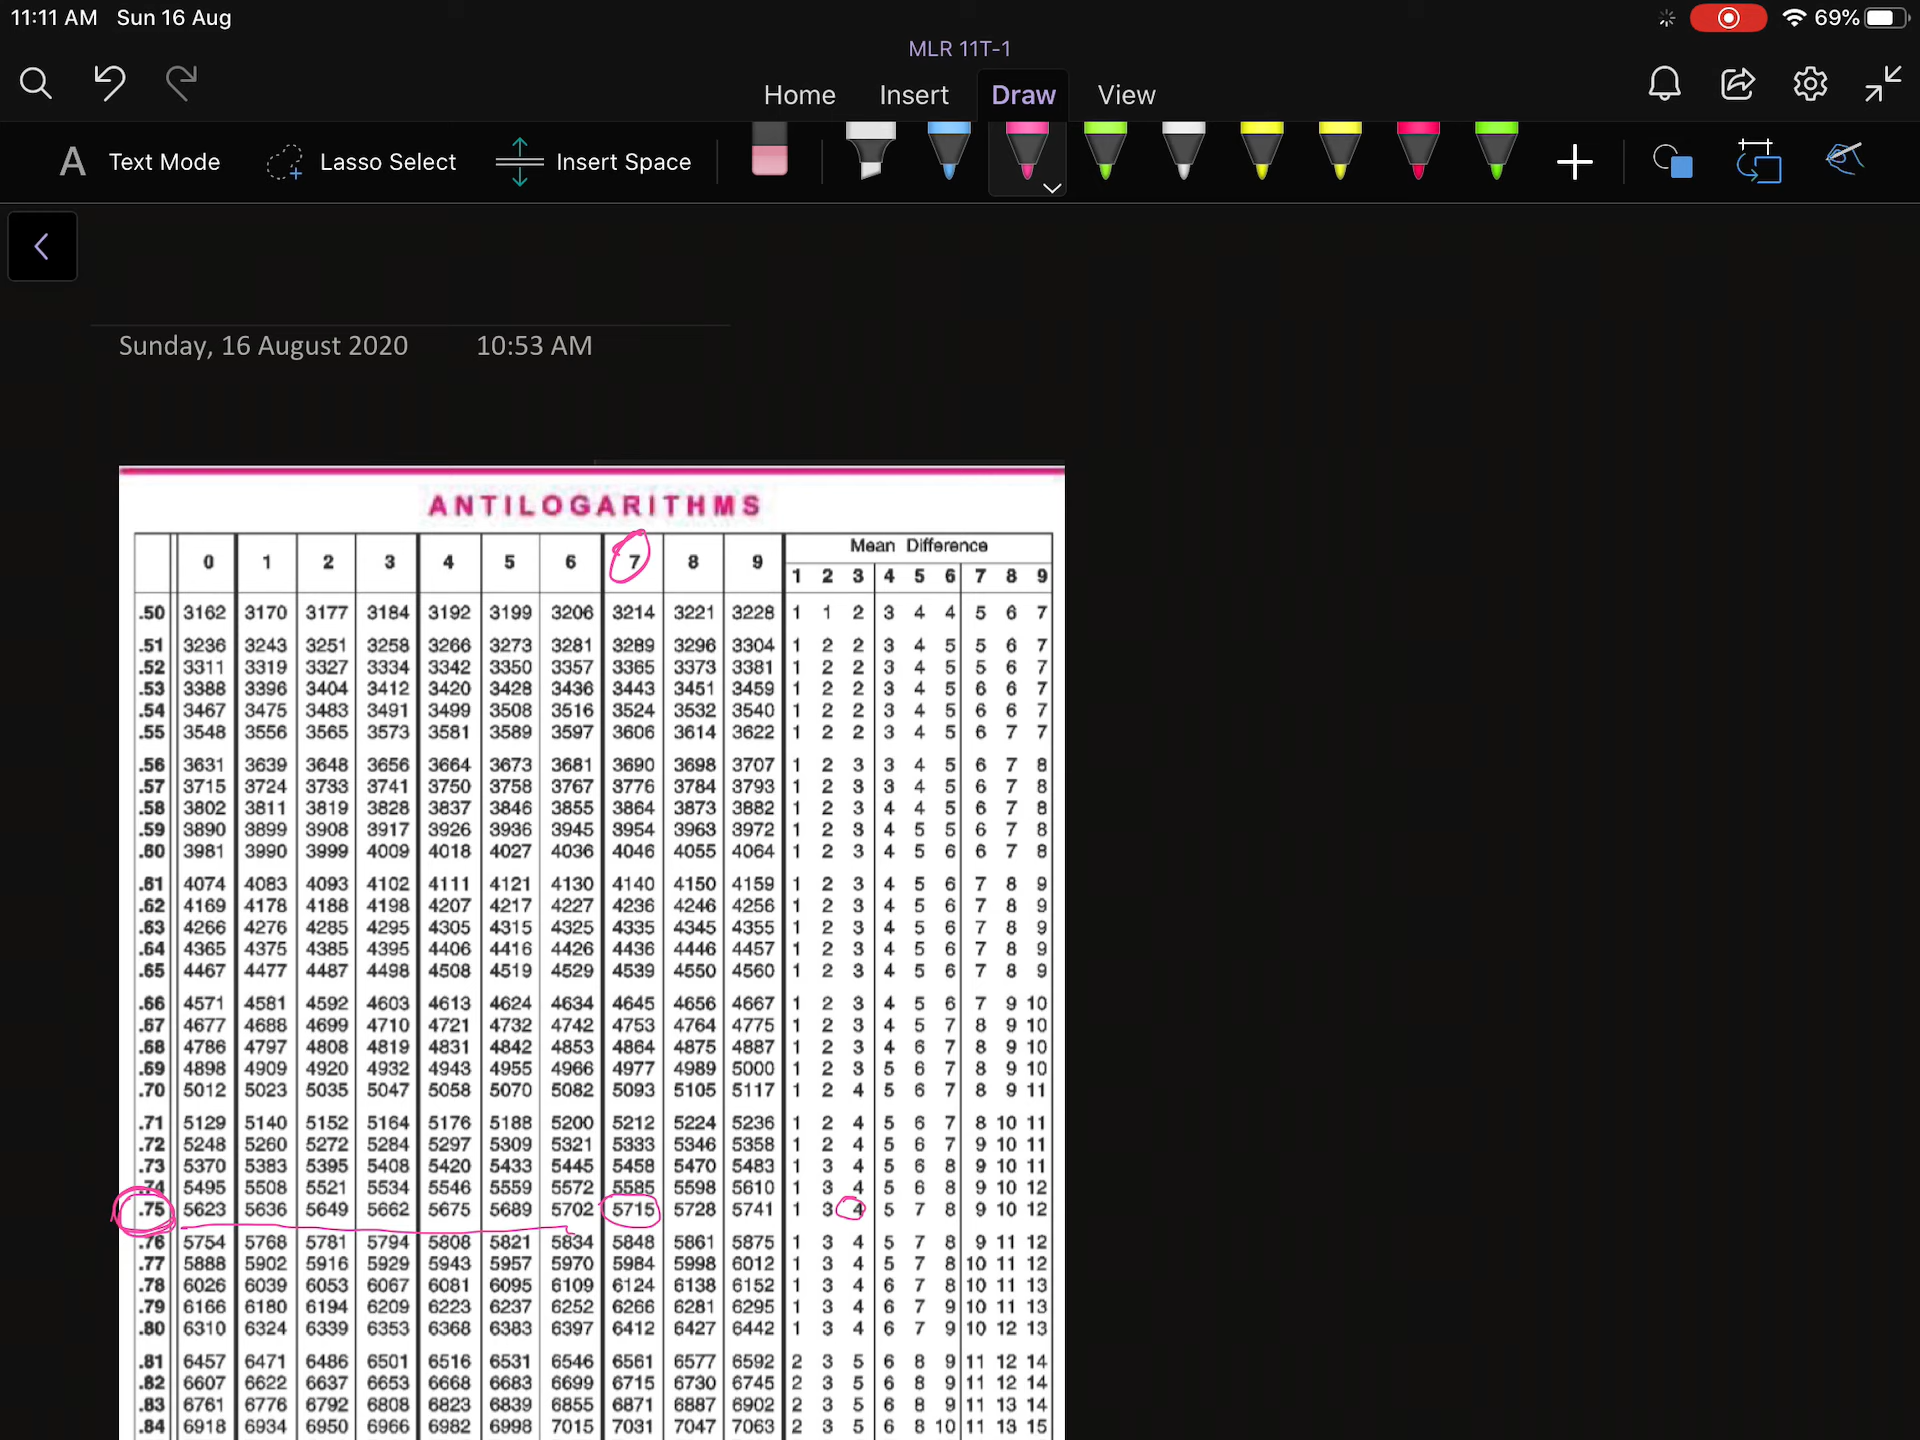 11:11 AM Sun 16 Aug 69%
MLR 11T-1
Home Insert Draw View
A Text Mode Lasso Select Insert Space
Sunday, 16 August 2020 10:53 AM
ANTILOGARITHMS
Mean Difference
0 1 2 3 4 5 6 7 8 9 1 2 3 4 5 6 7 8 9
.50 3162 3170 3177 3184 3192 3199 3206 3214 3221 3228 1 1 2 3 4 4 5 6 7
.51 3236 3243 3251 3258 3266 3273 3281 3289 3296 3304 1 2 2 3 4 5 5 6 7
.52 3311 3319 3327 3334 3342 3350 3357 3365 3373 3381 1 2 2 3 4 5 5 6 7
.53 3388 3396 3404 3412 3420 3428 3436 3443 3451 3459 1 2 2 3 4 5 6 6 7
.54 3467 3475 3483 3491 3499 3508 3516 3524 3532 3540 1 2 2 3 4 5 6 6 7
.55 3548 3556 3565 3573 3581 3589 3597 3606 3614 3622 1 2 2 3 4 5 6 7 7
.56 3631 3639 3648 3656 3664 3673 3681 3690 3698 3707 1 2 3 3 4 5 6 7 8
.57 3715 3724 3733 3741 3750 3758 3767 3776 3784 3793 1 2 3 3 4 5 6 7 8
.58 3802 3811 3819 3828 3837 3846 3855 3864 3873 3882 1 2 3 4 4 5 6 7 8
.59 3890 3899 3908 3917 3926 3936 3945 3954 3963 3972 1 2 3 4 5 5 6 7 8
.60 3981 3990 3999 4009 4018 4027 4036 4046 4055 4064 1 2 3 4 5 6 6 7 8
.61 4074 4083 4093 4102 4111 4121 4130 4140 4150 4159 1 2 3 4 5 6 7 8 9
.62 4169 4178 4188 4198 4207 4217 4227 4236 4246 4256 1 2 3 4 5 6 7 8 9
.63 4266 4276 4285 4295 4305 4315 4325 4335 4345 4355 1 2 3 4 5 6 7 8 9
.64 4365 4375 4385 4395 4406 4416 4426 4436 4446 4457 1 2 3 4 5 6 7 8 9
.65 4467 4477 4487 4498 4508 4519 4529 4539 4550 4560 1 2 3 4 5 6 7 8 9
.66 4571 4581 4592 4603 4613 4624 4634 4645 4656 4667 1 2 3 4 5 6 7 9 10
.67 4677 4688 4699 4710 4721 4732 4742 4753 4764 4775 1 2 3 4 5 7 8 9 10
.68 4786 4797 4808 4819 4831 4842 4853 4864 4875 4887 1 2 3 4 6 7 8 9 10
.69 4898 4909 4920 4932 4943 4955 4966 4977 4989 5000 1 2 3 5 6 7 8 9 10
.70 5012 5023 5035 5047 5058 5070 5082 5093 5105 5117 1 2 4 5 6 7 8 9 11
.71 5129 5140 5152 5164 5176 5188 5200 5212 5224 5236 1 2 4 5 6 7 8 10 11
.72 5248 5260 5272 5284 5297 5309 5321 5333 5346 5358 1 2 4 5 6 7 9 10 11
.73 5370 5383 5395 5408 5420 5433 5445 5458 5470 5483 1 3 4 5 6 8 9 10 11
.74 5495 5508 5521 5534 5546 5559 5572 5585 5598 5610 1 3 4 5 6 8 9 10 12
.75 5623 5636 5649 5662 5675 5689 5702 5715 5728 5741 1 3 4 5 7 8 9 10 12
.76 5754 5768 5781 5794 5808 5821 5834 5848 5861 5875 1 3 4 5 7 8 9 11 12
.77 5888 5902 5916 5929 5943 5957 5970 5984 5998 6012 1 3 4 5 7 8 10 11 12
.78 6026 6039 6053 6067 6081 6095 6109 6124 6138 6152 1 3 4 6 7 8 10 11 13
.79 6166 6180 6194 6209 6223 6237 6252 6266 6281 6295 1 3 4 6 7 9 10 11 13
.80 6310 6324 6339 6353 6368 6383 6397 6412 6427 6442 1 3 4 6 7 9 10 12 13
.81 6457 6471 6486 6501 6516 6531 6546 6561 6577 6592 2 3 5 6 8 9 11 12 14
.82 6607 6622 6637 6653 6668 6683 6699 6715 6730 6745 2 3 5 6 8 9 11 12 14
.83 6761 6776 6792 6808 6823 6839 6855 6871 6887 6902 2 3 5 6 8 9 11 13 14
.84 6918 6934 6950 6966 6982 6998 7015 7031 7047 7063 2 3 5 6 8 10 11 13 15